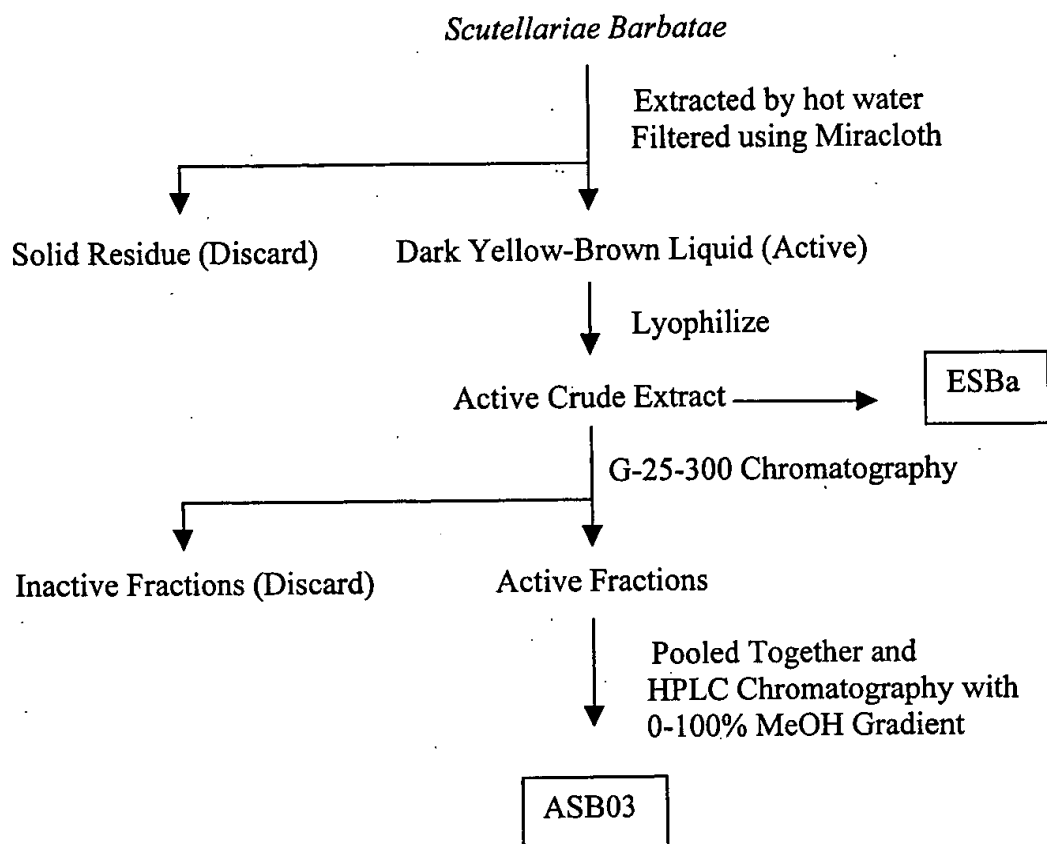 Scutellariae Barbatae
Extracted by hot water
Filtered using Miracloth
Solid Residue (Discard)
Dark Yellow-Brown Liquid (Active)
Lyophilize
Active Crude Extract
ESBa
G-25-300 Chromatography
Inactive Fractions (Discard)
Active Fractions
Pooled Together and
HPLC Chromatography with
0-100% MeOH Gradient
ASB03